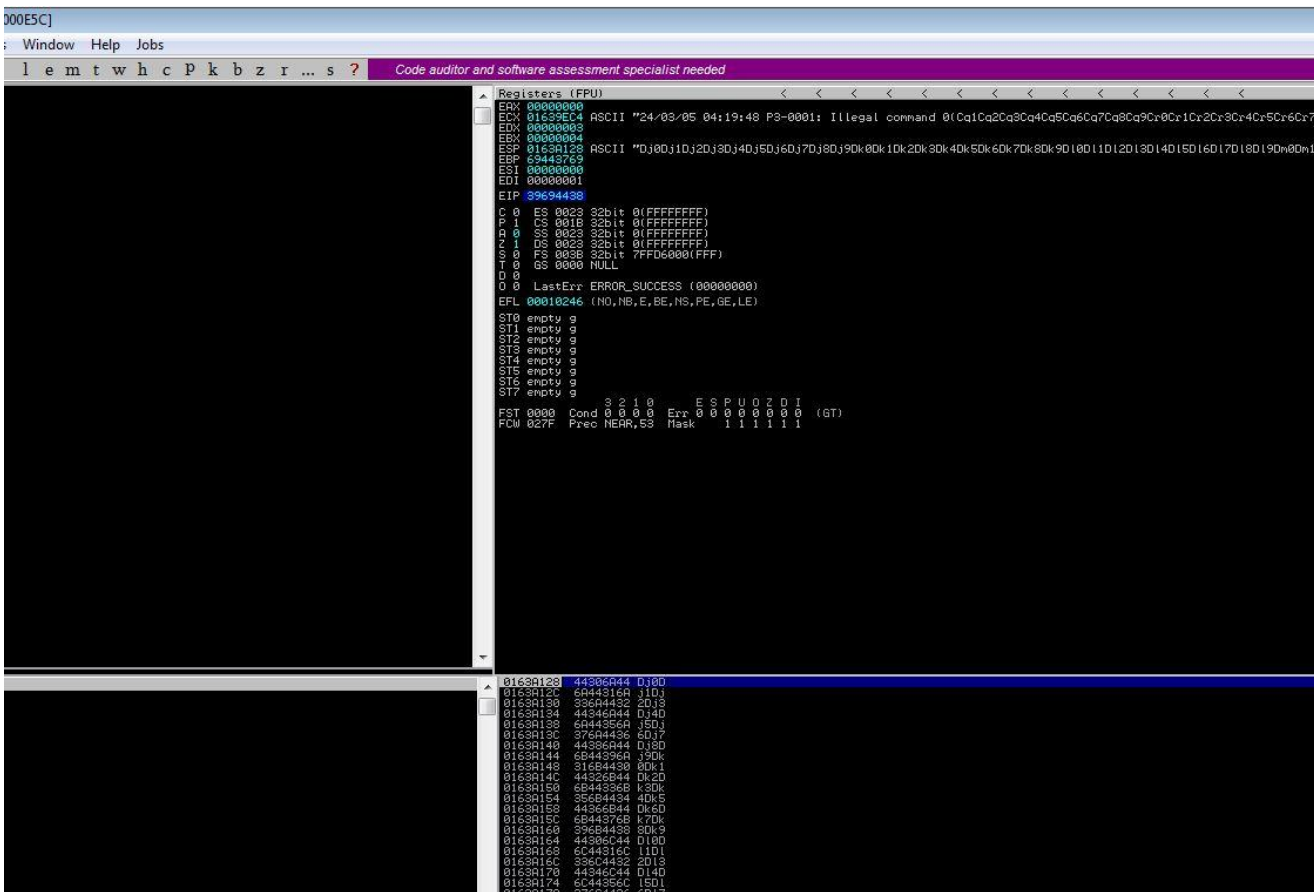 000E5C]
Window Help Jobs
l e m t w h c P k b z r ... s ? Code auditor and software assessment specialist needed
Registers (FPU) < < < < < < < < < < < < < <
EAX 00000000
ECX 01639EC4 ASCII "24/03/05 04:19:48 P3-0001: Illegal command 0(Cq1Cq2Cq3Cq4Cq5Cq6Cq7Cq8Cq9Cr0Cr1Cr2Cr3Cr4Cr5Cr6Cr7
EDX 00000003
EBX 00000004
ESP 0163A128 ASCII "Dj0Dj1Dj2Dj3Dj4Dj5Dj6Dj7Dj8Dj9Dk0Dk1Dk2Dk3Dk4Dk5Dk6Dk7Dk8Dk9Dl0Dl1Dl2Dl3Dl4Dl5Dl6Dl7Dl8Dl9Dm0Dm1
EBP 69443769
ESI 00000000
EDI 00000001
EIP 39694438
C 0 ES 0023 32bit 0(FFFFFFFF)
P 1 CS 001B 32bit 0(FFFFFFFF)
A 0 SS 0023 32bit 0(FFFFFFFF)
Z 1 DS 0023 32bit 0(FFFFFFFF)
S 0 FS 003B 32bit 7FFD6000(FFF)
T 0 GS 0000 NULL
D 0
O 0 LastErr ERROR_SUCCESS (00000000)
EFL 00010246 (NO,NB,E,BE,NS,PE,GE,LE)
ST0 empty g
ST1 empty g
ST2 empty g
ST3 empty g
ST4 empty g
ST5 empty g
ST6 empty g
ST7 empty g
3 2 1 0 E S P U O Z D I
FST 0000 Cond 0 0 0 0 Err 0 0 0 0 0 0 0 0 (GT)
FCW 027F Prec NEAR,53 Mask 1 1 1 1 1 1
0163A128 44306A44 Dj0D
0163A12C 6A44316A j1Dj
0163A130 336A4432 2Dj3
0163A134 44346A44 Dj4D
0163A138 6A44356A j5Dj
0163A13C 376A4436 6Dj7
0163A140 44386A44 Dj8D
0163A144 6B44396A j9Dk
0163A148 316B4430 0Dk1
0163A14C 44326B44 Dk2D
0163A150 6B44336B k3Dk
0163A154 356B4434 4Dk5
0163A158 44366B44 Dk6D
0163A15C 6B44376B k7Dk
0163A160 396B4438 8Dk9
0163A164 44306C44 Dl0D
0163A168 6C44316C l1Dl
0163A16C 336C4432 2Dl3
0163A170 44346C44 Dl4D
0163A174 6C44356C l5Dl